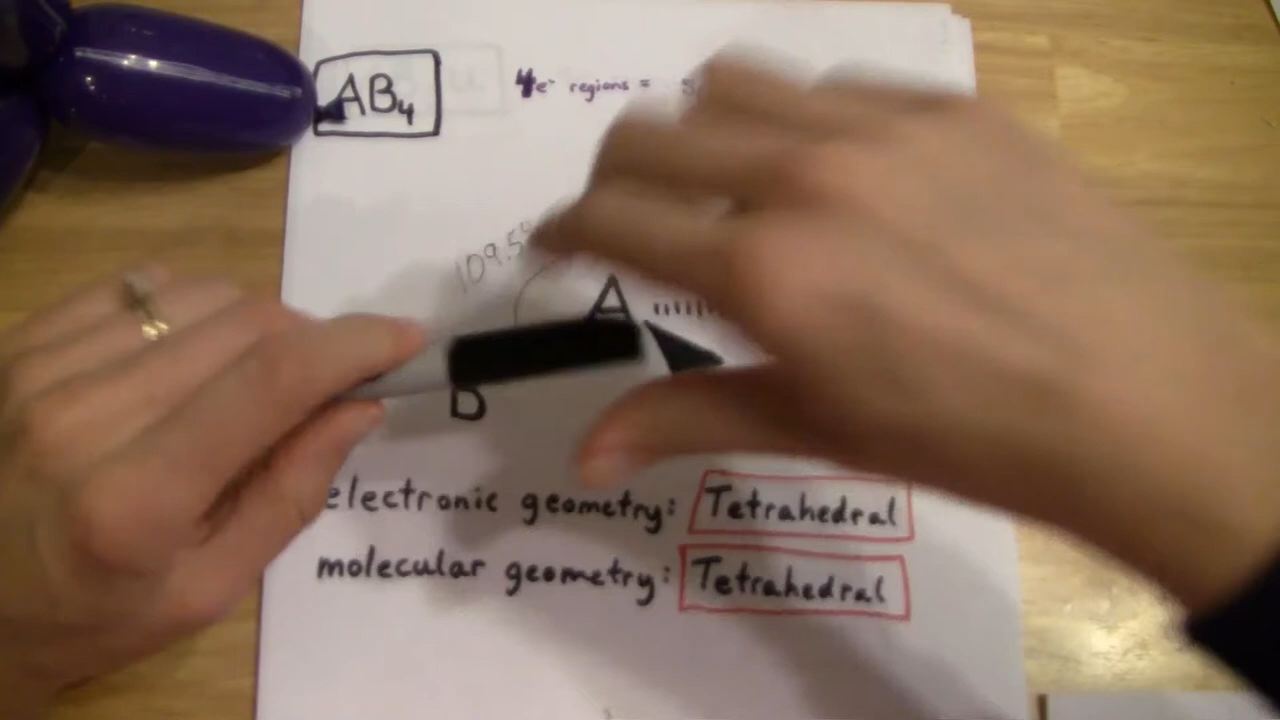 AB₄
4e⁻ regions =
109.5°
A
B
electronic geometry: Tetrahedral
molecular geometry: Tetrahedral